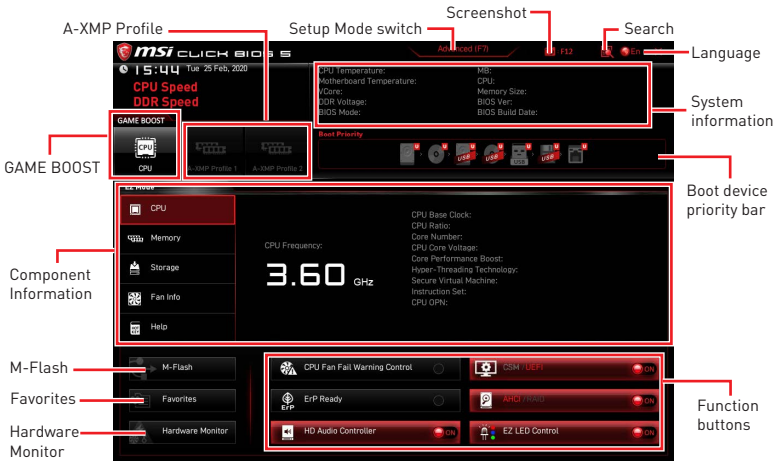 Screenshot
A-XMP Profile
Setup Mode switch
Search
msi CLICK BIOS 5
Advanced (F7)
F12
En
Language
15:44 Tue 25 Feb, 2020
CPU Speed
DDR Speed
CPU Temperature:
Motherboard Temperature:
VCore:
DDR Voltage:
BIOS Mode:
MB:
CPU:
Memory Size:
BIOS Ver:
BIOS Build Date:
System
information
GAME BOOST
CPU
CPU
A-XMP Profile 1
A-XMP Profile 2
Boot Priority
U
U
U
USB
U
USB
U
USB
U
USB
U
GAME BOOST
Boot device
priority bar
EZ Mode
CPU
Memory
Storage
Fan Info
Help
CPU Frequency:
3.60 GHz
CPU Base Clock:
CPU Ratio:
Core Number:
CPU Core Voltage:
Core Performance Boost:
Hyper-Threading Technology:
Secure Virtual Machine:
Instruction Set:
CPU OPN:
Component
Information
M-Flash
M-Flash
Favorites
Favorites
Hardware
Monitor
Hardware Monitor
CPU Fan Fail Warning Control
CSM /UEFI
ON
ErP
ErP Ready
AHCI /RAID
ON
HD Audio Controller
ON
EZ LED Control
ON
Function
buttons